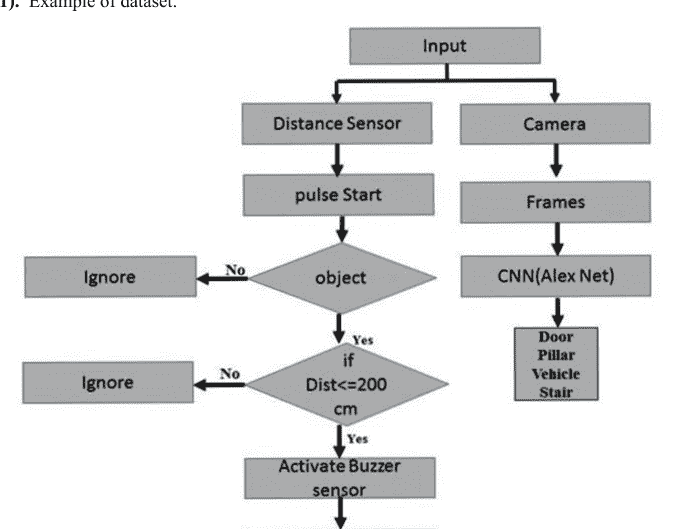 1). Example of dataset.
Input
Distance Sensor
Camera
pulse Start
Frames
Ignore
No
object
CNN(Alex Net)
Yes
Door
Pillar
Vehicle
Stair
Ignore
No
if
Dist<=200
cm
Yes
Activate Buzzer
sensor